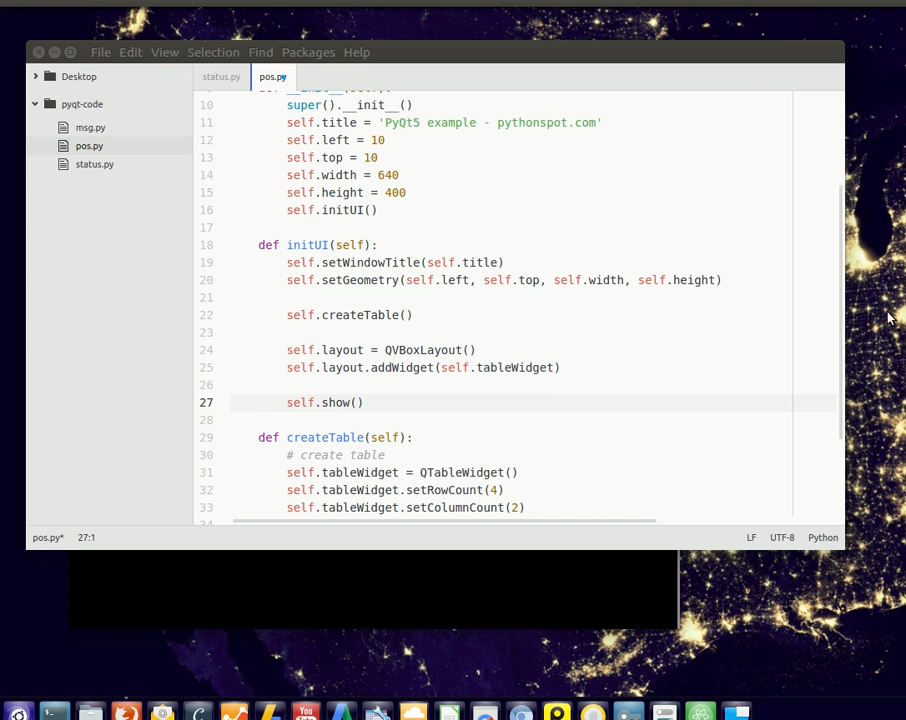 File Edit View Selection Find Packages Help
Desktop
pyqt-code
msg.py
pos.py
status.py
status.py pos.py
10 super().__init__()
11 self.title = 'PyQt5 example - pythonspot.com'
12 self.left = 10
13 self.top = 10
14 self.width = 640
15 self.height = 400
16 self.initUI()
17
18 def initUI(self):
19 self.setWindowTitle(self.title)
20 self.setGeometry(self.left, self.top, self.width, self.height)
21
22 self.createTable()
23
24 self.layout = QVBoxLayout()
25 self.layout.addWidget(self.tableWidget)
26
27 self.show()
28
29 def createTable(self):
30 # create table
31 self.tableWidget = QTableWidget()
32 self.tableWidget.setRowCount(4)
33 self.tableWidget.setColumnCount(2)
pos.py* 27:1 LF UTF-8 Python
You